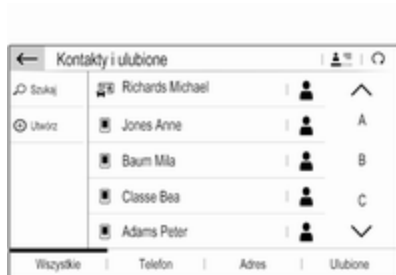 Kontakty i ulubione
Szukaj
Richards Michael
Utwórz
Jones Anne
A
Baum Mila
B
Classe Bea
C
Adams Peter
Wszystkie
Telefon
Adres
Ulubione